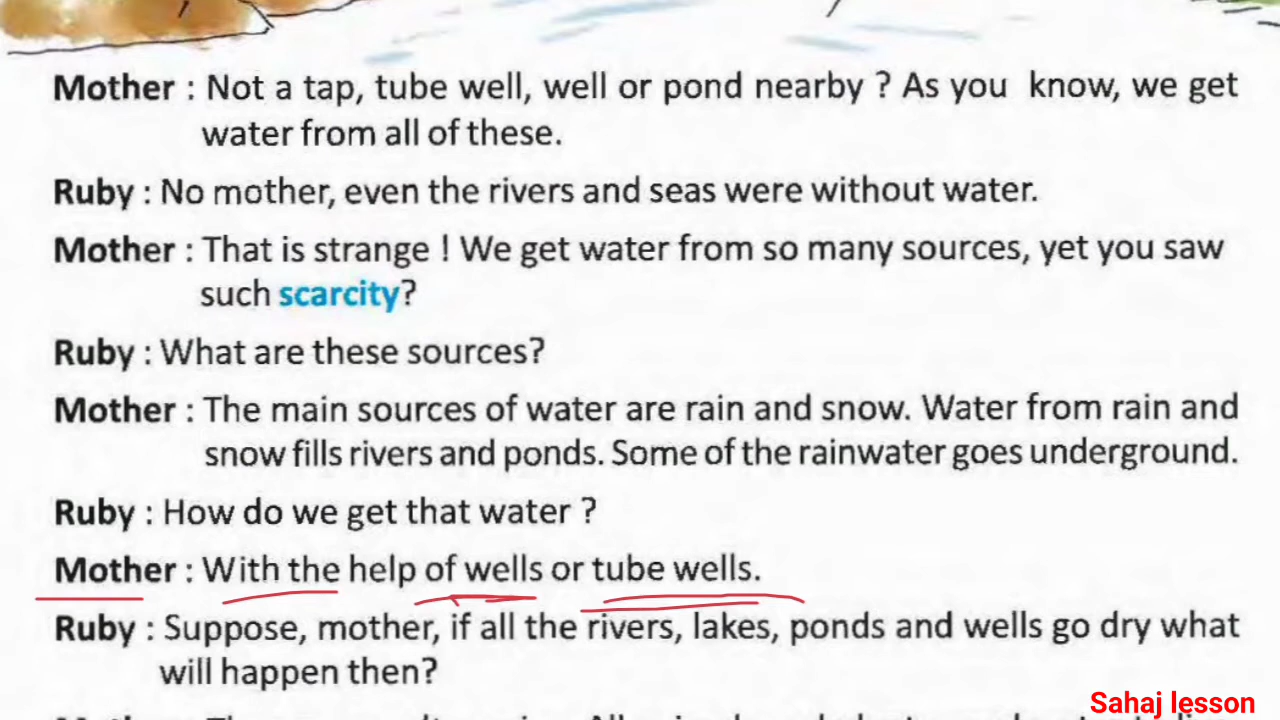 Mother : Not a tap, tube well, well or pond nearby ? As you know, we get
water from all of these.
Ruby : No mother, even the rivers and seas were without water.
Mother : That is strange ! We get water from so many sources, yet you saw
such scarcity?
Ruby : What are these sources?
Mother : The main sources of water are rain and snow. Water from rain and
snow fills rivers and ponds. Some of the rainwater goes underground.
Ruby : How do we get that water ?
Mother : With the help of wells or tube wells.
Ruby : Suppose, mother, if all the rivers, lakes, ponds and wells go dry what
will happen then?
Sahaj lesson